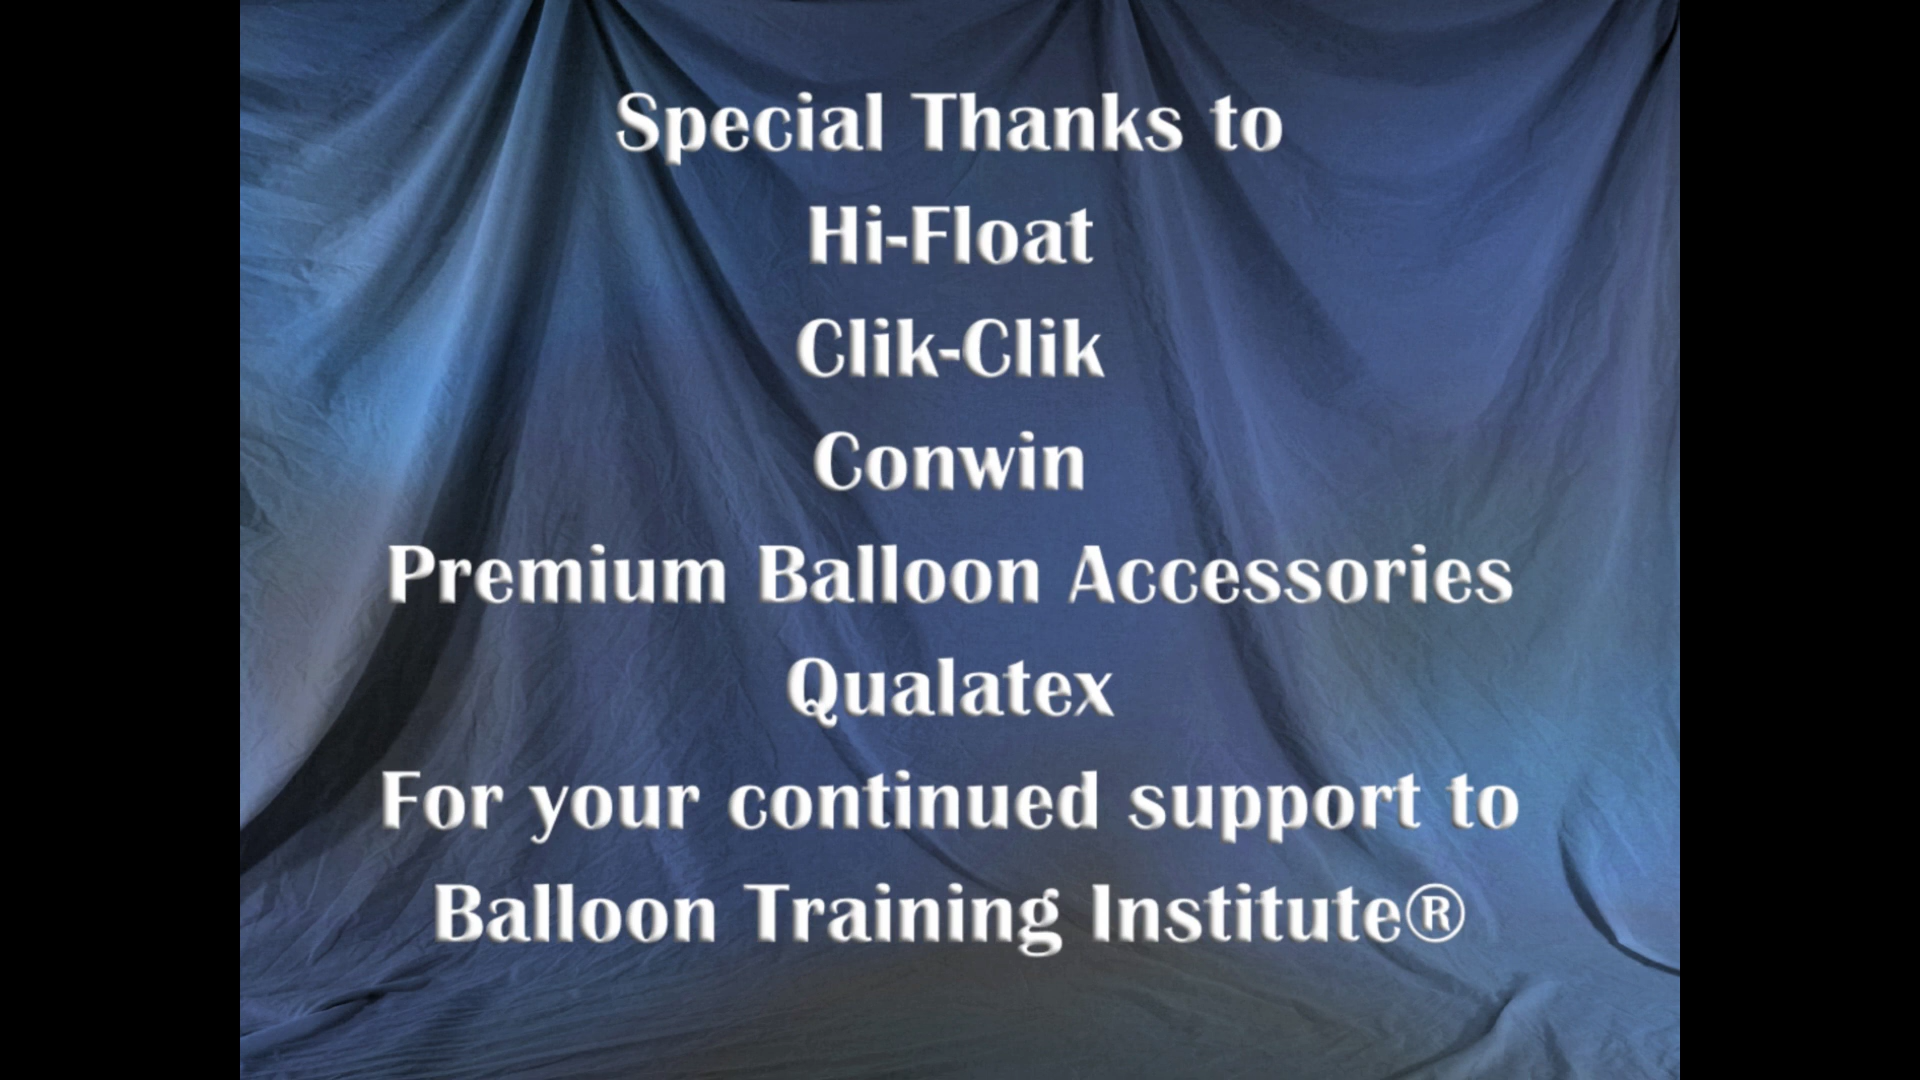 Special Thanks to
Hi-Float
Clik-Clik
Conwin
Premium Balloon Accessories
Qualatex
For your continued support to
Balloon Training Institute®